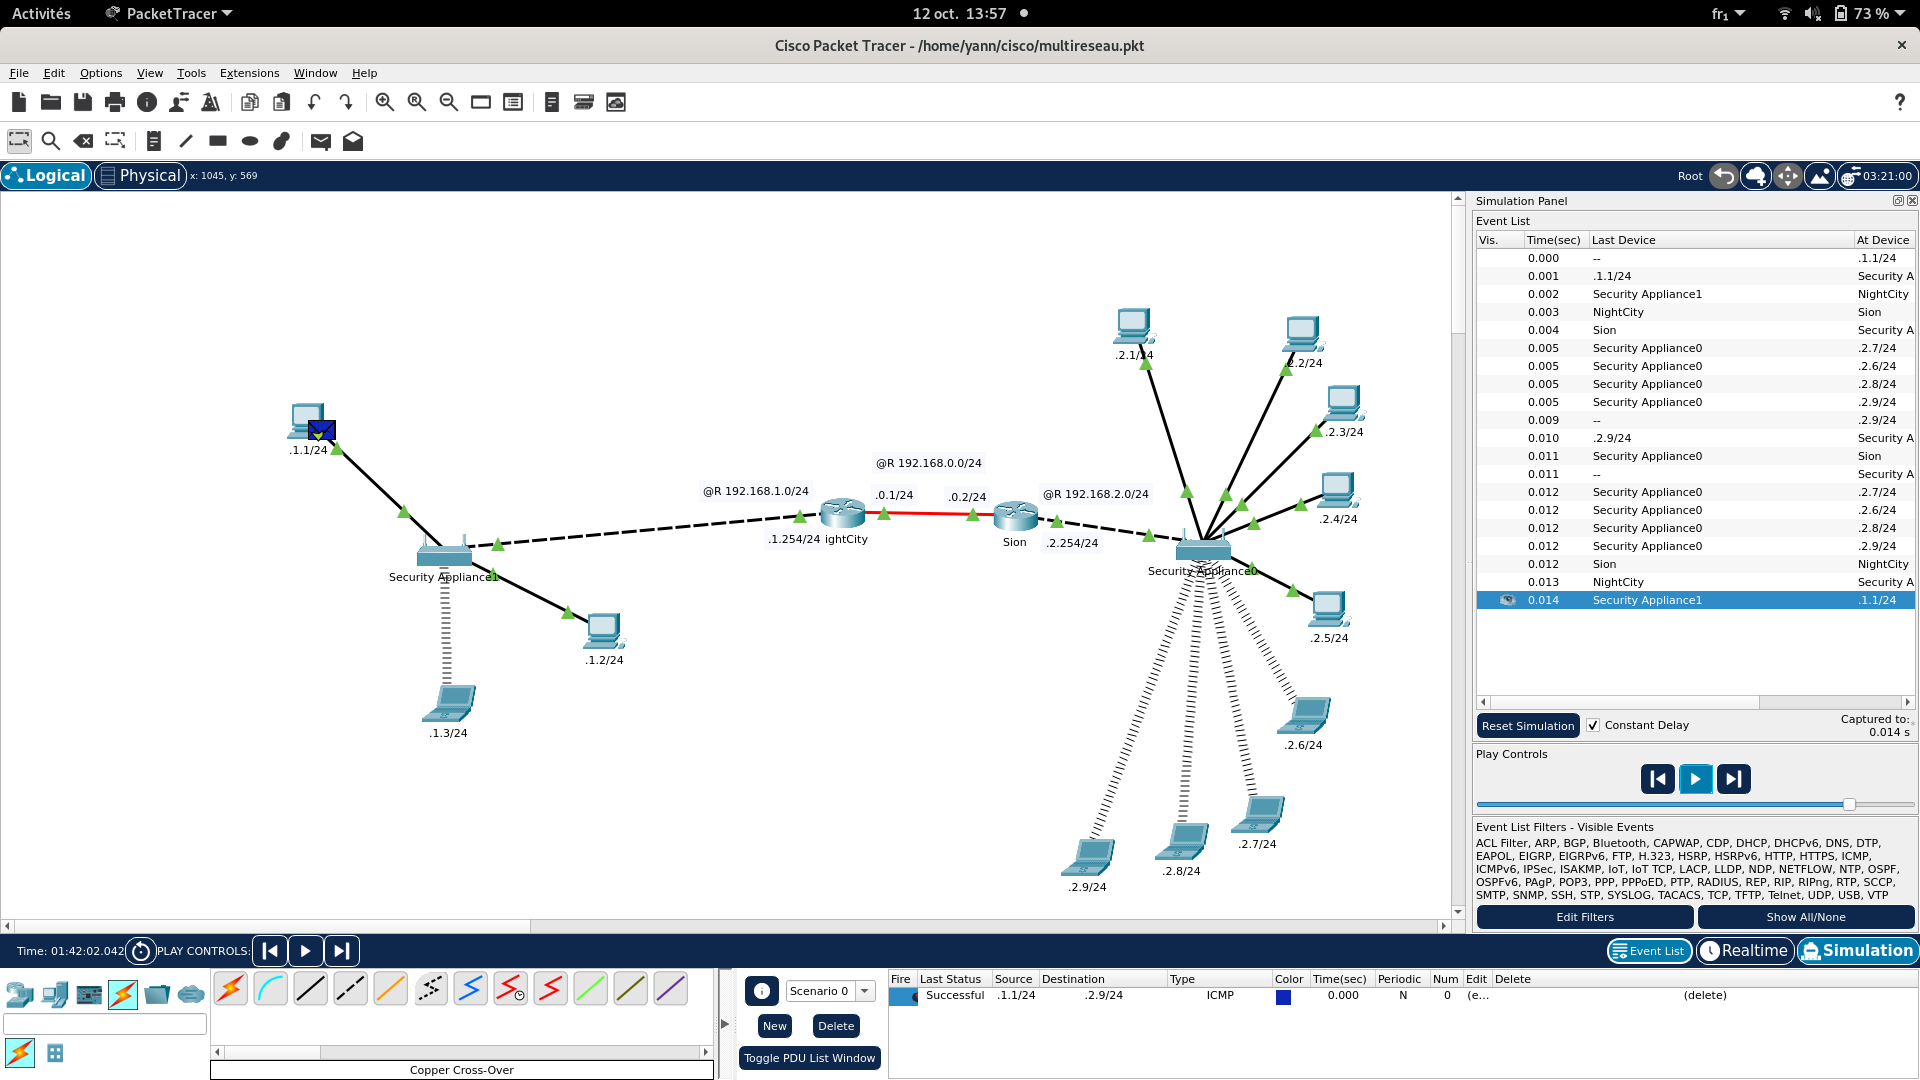 Activités
PacketTracer
12 oct. 13:57
fr₁
73 %
Cisco Packet Tracer - /home/yann/cisco/multireseau.pkt
File Edit Options View Tools Extensions Window Help
Logical
Physical
x: 1045, y: 569
Root
03:21:00
.1.1/24
Security Appliance1
.1.2/24
.1.3/24
@R 192.168.1.0/24
.1.254/24
ightCity
@R 192.168.0.0/24
.0.1/24
.0.2/24
Sion
@R 192.168.2.0/24
.2.254/24
Security Appliance0
.2.1/24
.2.2/24
.2.3/24
.2.4/24
.2.5/24
.2.6/24
.2.7/24
.2.8/24
.2.9/24
Simulation Panel
Event List
Vis. Time(sec) Last Device At Device
0.000 -- .1.1/24
0.001 .1.1/24 Security A
0.002 Security Appliance1 NightCity
0.003 NightCity Sion
0.004 Sion Security A
0.005 Security Appliance0 .2.7/24
0.005 Security Appliance0 .2.6/24
0.005 Security Appliance0 .2.8/24
0.005 Security Appliance0 .2.9/24
0.009 -- .2.9/24
0.010 .2.9/24 Security A
0.011 Security Appliance0 Sion
0.011 -- Security A
0.012 Security Appliance0 .2.7/24
0.012 Security Appliance0 .2.6/24
0.012 Security Appliance0 .2.8/24
0.012 Security Appliance0 .2.9/24
0.012 Sion NightCity
0.013 NightCity Security A
0.014 Security Appliance1 .1.1/24
Reset Simulation
Constant Delay
Captured to:
0.014 s
Play Controls
Event List Filters - Visible Events
ACL Filter, ARP, BGP, Bluetooth, CAPWAP, CDP, DHCP, DHCPv6, DNS, DTP,
EAPOL, EIGRP, EIGRPv6, FTP, H.323, HSRP, HSRPv6, HTTP, HTTPS, ICMP,
ICMPv6, IPSec, ISAKMP, IoT, IoT TCP, LACP, LLDP, NDP, NETFLOW, NTP, OSPF,
OSPFv6, PAgP, POP3, PPP, PPPoED, PTP, RADIUS, REP, RIP, RIPng, RTP, SCCP,
SMTP, SNMP, SSH, STP, SYSLOG, TACACS, TCP, TFTP, Telnet, UDP, USB, VTP
Edit Filters
Show All/None
Time: 01:42:02.042
PLAY CONTROLS:
Event List
Realtime
Simulation
Copper Cross-Over
Scenario 0
New
Delete
Toggle PDU List Window
Fire Last Status Source Destination Type Color Time(sec) Periodic Num Edit Delete
Successful .1.1/24 .2.9/24 ICMP 0.000 N 0 (e... (delete)